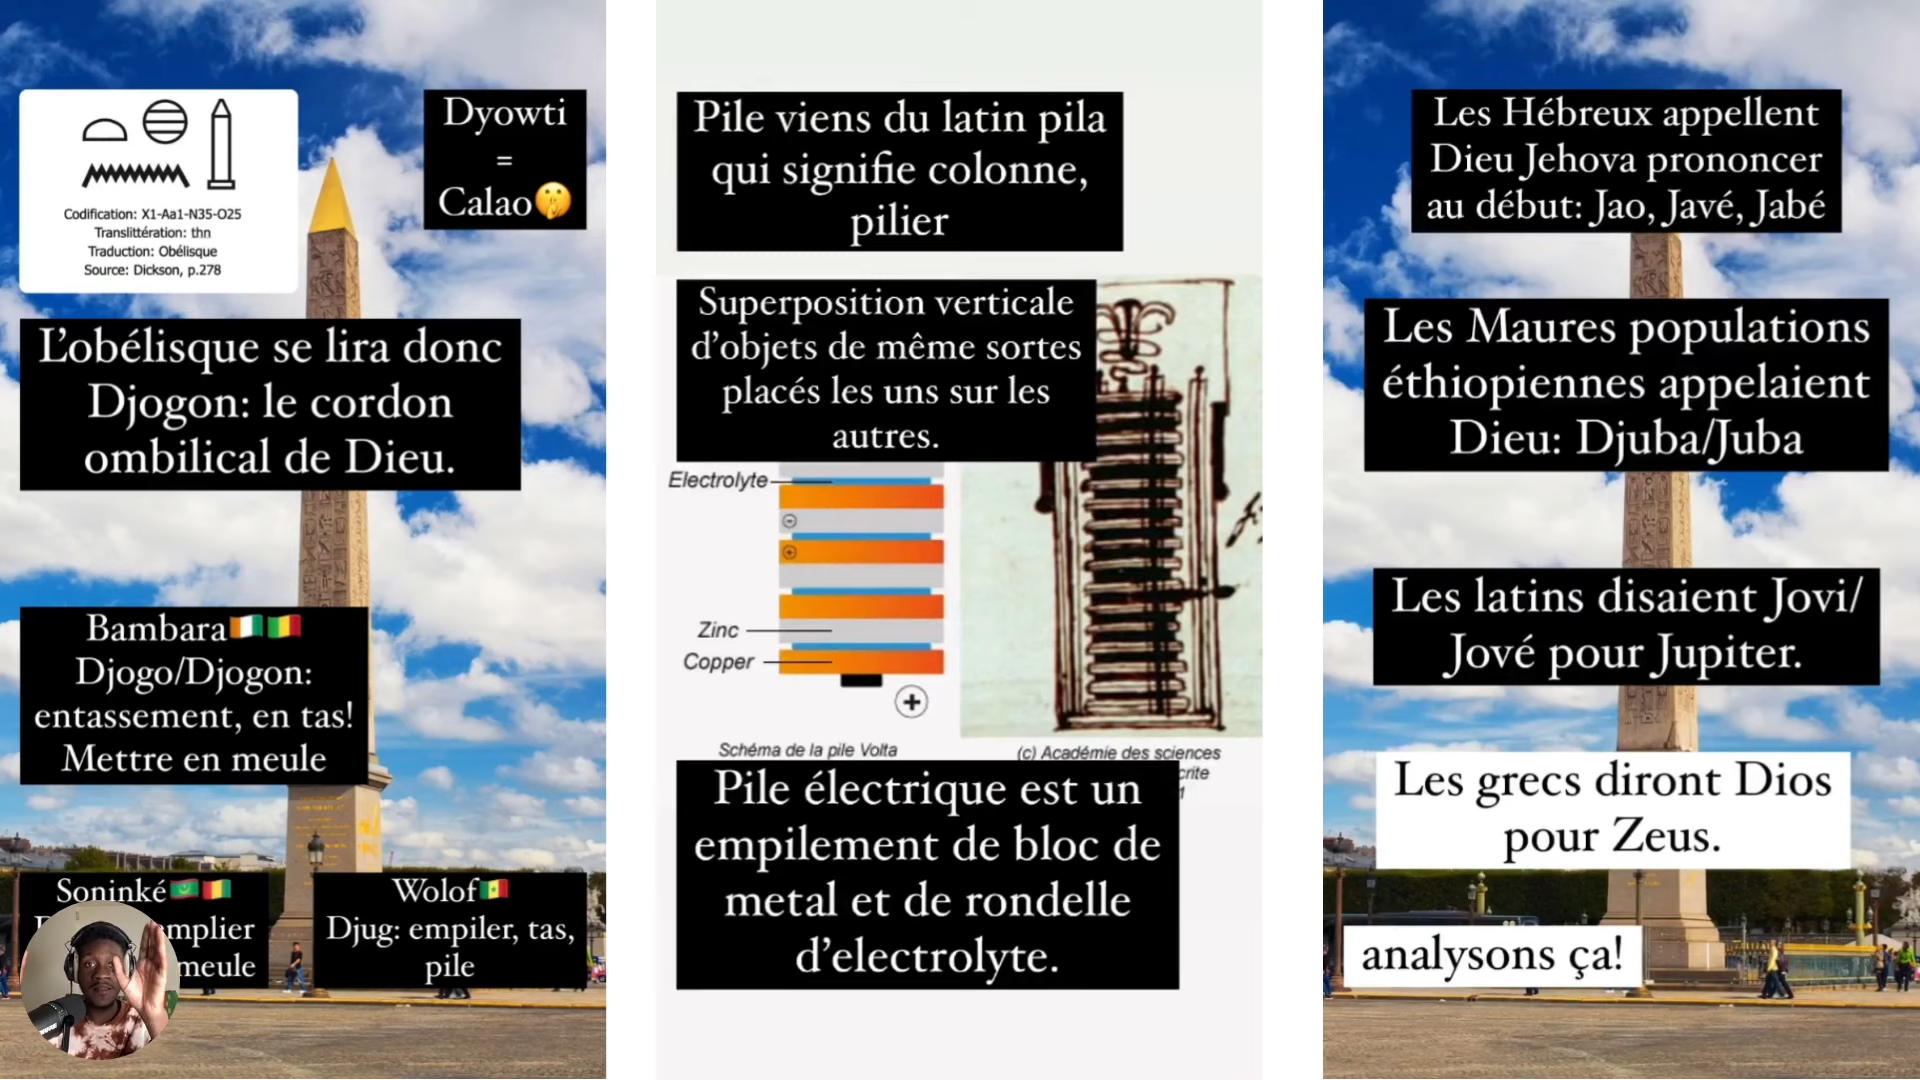 Codification: X1-Aa1-N35-O25
Translittération: thn
Traduction: Obélisque
Source: Dickson, p.278
Dyowti
=
Calao
L'obélisque se lira donc
Djogon: le cordon
ombilical de Dieu.
Bambara
Djogo/Djogon:
entassement, en tas!
Mettre en meule
Soninké
emplier
meule
Wolof
Djug: empiler, tas,
pile
Pile viens du latin pila
qui signifie colonne,
pilier
Superposition verticale
d'objets de même sortes
placés les uns sur les
autres.
Electrolyte
Zinc
Copper
Schéma de la pile Volta
(c) Académie des sciences
Pile électrique est un
empilement de bloc de
metal et de rondelle
d'electrolyte.
Les Hébreux appellent
Dieu Jehova prononcer
au début: Jao, Javé, Jabé
Les Maures populations
éthiopiennes appelaient
Dieu: Djuba/Juba
Les latins disaient Jovi/
Jové pour Jupiter.
Les grecs diront Dios
pour Zeus.
analysons ça!